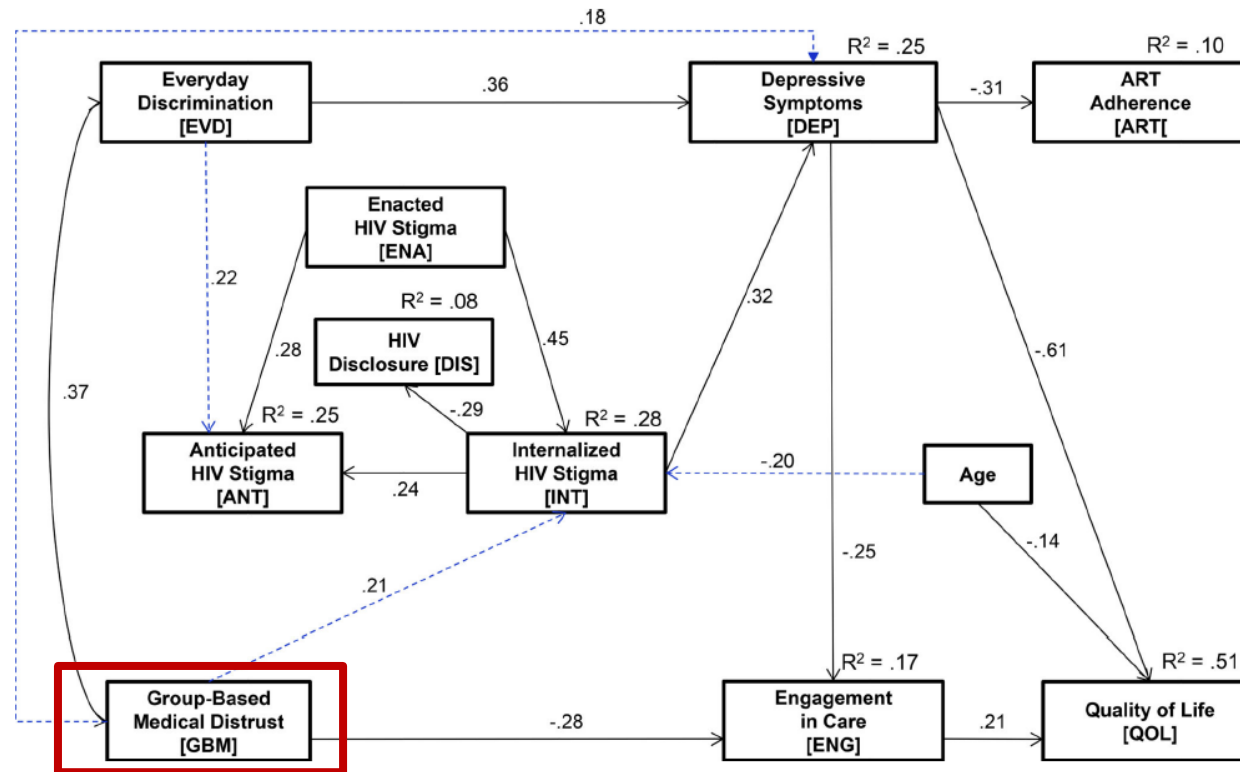 .18
R² = .25
R² = .10
Everyday
Discrimination
[EVD]
.36
Depressive
Symptoms
[DEP]
-.31
ART
Adherence
[ART[
Enacted
HIV Stigma
[ENA]
.22
R² = .08
.32
HIV
Disclosure [DIS]
.28
.45
-.61
.37
-.29
R² = .25
R² = .28
Anticipated
HIV Stigma
[ANT]
.24
Internalized
HIV Stigma
[INT]
-.20
Age
-.14
-.25
.21
R² = .17
R² = .51
Group-Based
Medical Distrust
[GBM]
-.28
Engagement
in Care
[ENG]
.21
Quality of Life
[QOL]